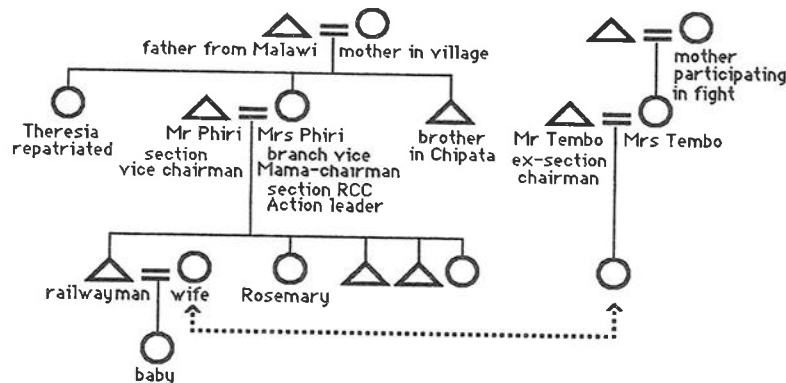 father from Malawi
mother in village
mother
participating
in fight
Theresia
repatriated
Mr Phiri
section
vice chairman
Mrs Phiri
branch vice
Mama-chairman
section RCC
Action leader
brother
in Chipata
Mr Tembo
ex-section
chairman
Mrs Tembo
railwayman
wife
Rosemary
baby